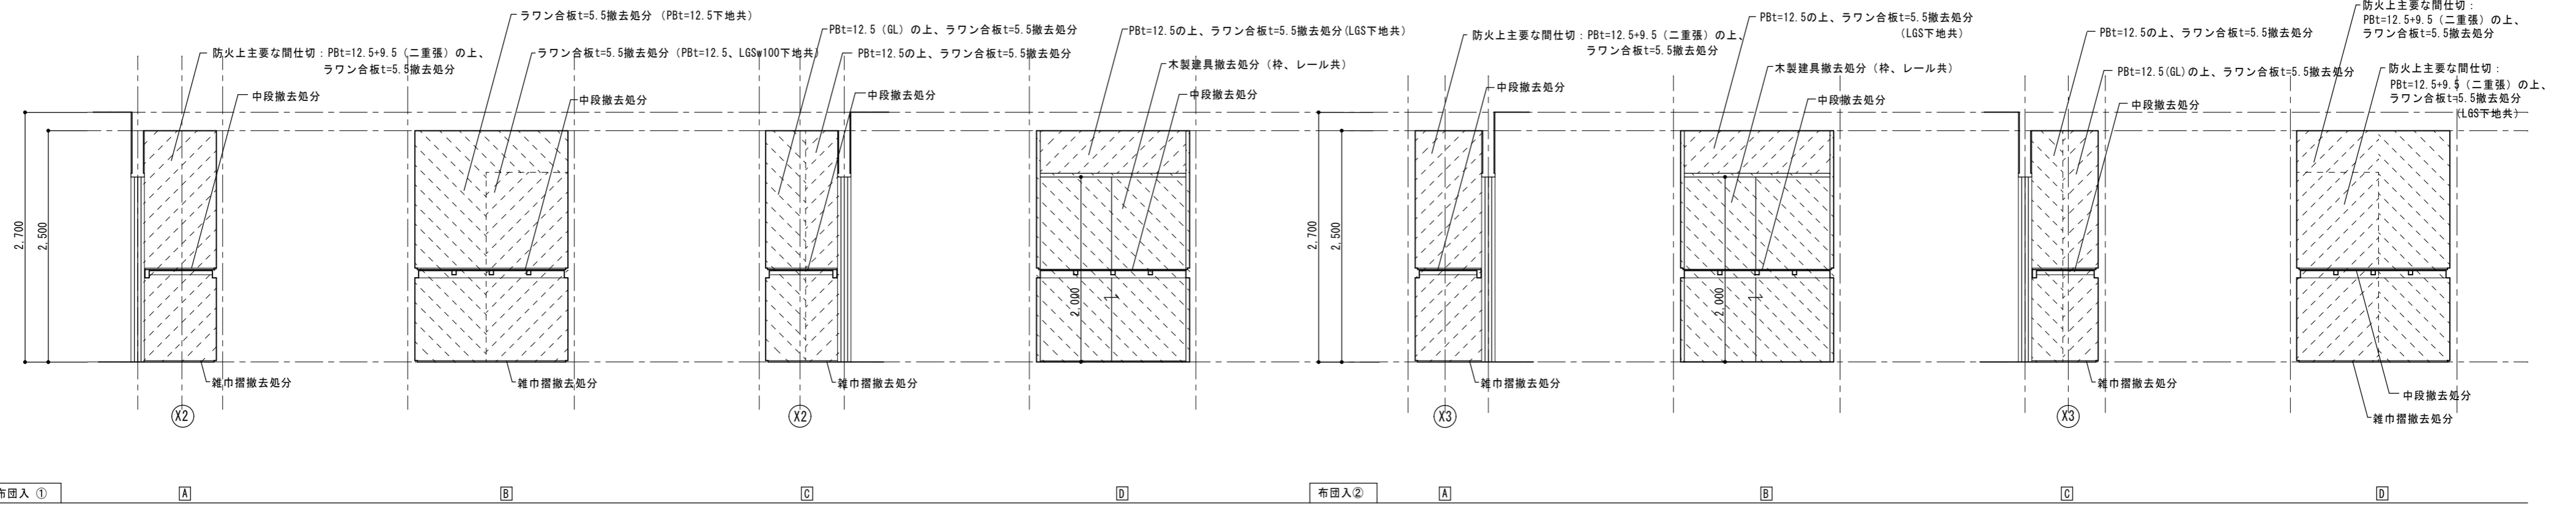 ラワン合板t=5.5撤去処分 (PBt=12.5下地共)
防火上主要な間仕切：PBt=12.5+9.5（二重張）の上、
ラワン合板t=5.5撤去処分
中段撤去処分
ラワン合板t=5.5撤去処分(PBt=12.5、LGSw100下地共)
中段撤去処分
PBt=12.5（GL）の上、ラワン合板t=5.5撤去処分
PBt=12.5の上、ラワン合板t=5.5撤去処分
中段撤去処分
PBt=12.5の上、ラワン合板t=5.5撤去処分(LGS下地共)
木製建具撤去処分（枠、レール共）
中段撤去処分
2,700
2,500
2,000
雑巾摺撤去処分
雑巾摺撤去処分
雑巾摺撤去処分
X2
X2
布団入 ①
A
B
C
D
防火上主要な間仕切：PBt=12.5+9.5（二重張）の上、
ラワン合板t=5.5撤去処分
中段撤去処分
PBt=12.5の上、ラワン合板t=5.5撤去処分
（LGS下地共）
木製建具撤去処分（枠、レール共）
中段撤去処分
PBt=12.5の上、ラワン合板t=5.5撤去処分
PBt=12.5(GL)の上、ラワン合板t=5.5撤去処分
中段撤去処分
防火上主要な間仕切：
PBt=12.5+9.5（二重張）の上、
ラワン合板t=5.5撤去処分
防火上主要な間仕切：
PBt=12.5+9.5（二重張）の上、
ラワン合板t=5.5撤去処分
（LGS下地共）
2,700
2,500
2,000
雑巾摺撤去処分
雑巾摺撤去処分
中段撤去処分
雑巾摺撤去処分
X3
X3
布団入②
A
B
C
D